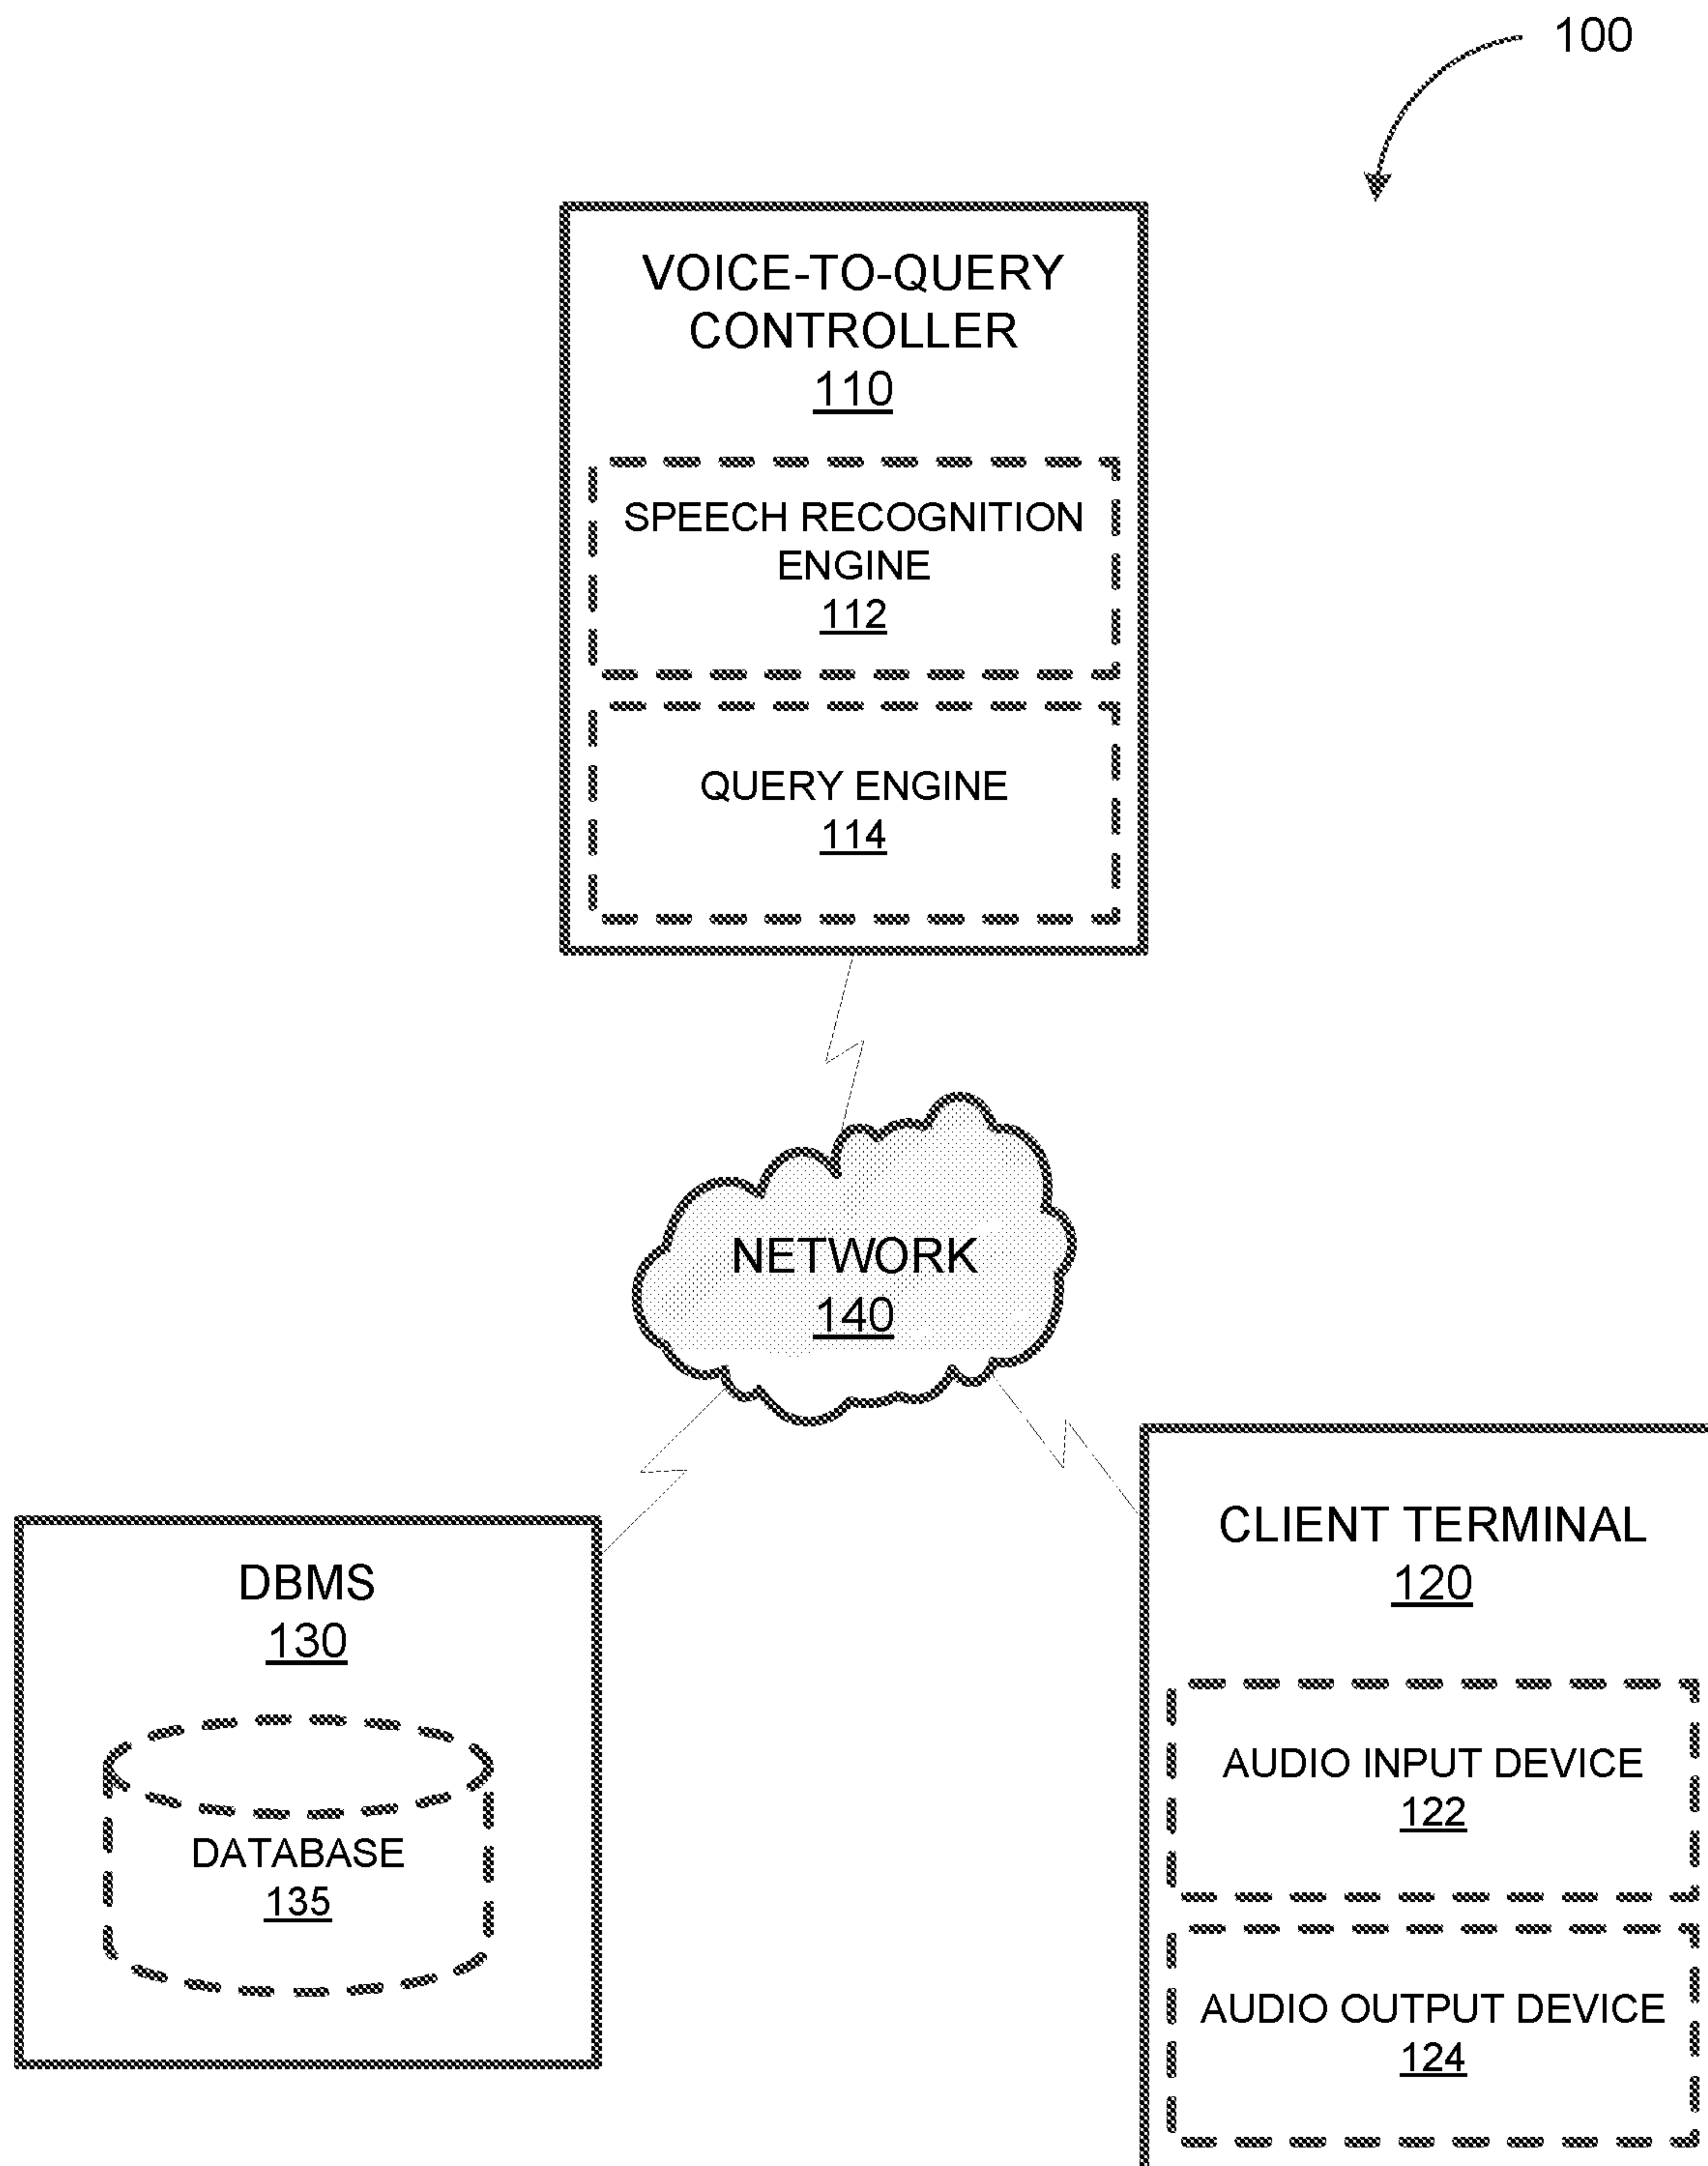 100
VOICE-TO-QUERY
CONTROLLER
110
SPEECH RECOGNITION
ENGINE
112
QUERY ENGINE
114
NETWORK
140
DBMS
130
DATABASE
135
CLIENT TERMINAL
120
AUDIO INPUT DEVICE
122
AUDIO OUTPUT DEVICE
124